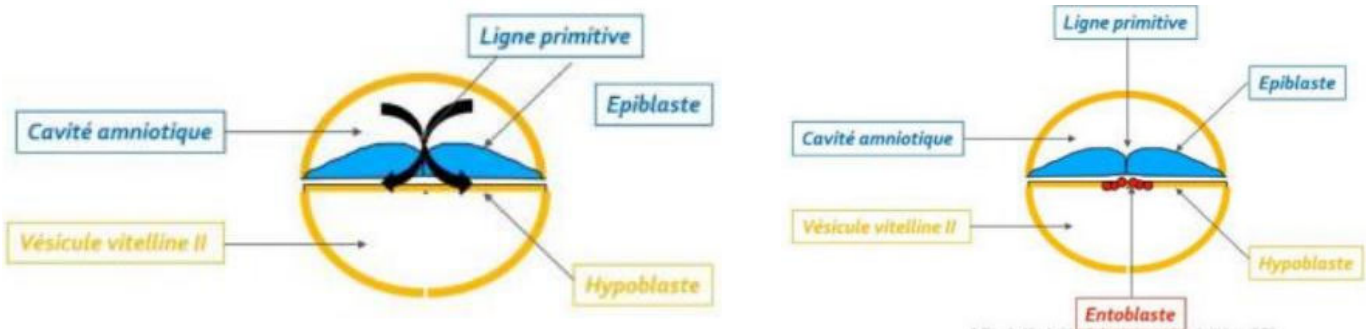 Ligne primitive
Epiblaste
Cavité amniotique
Vésicule vitelline II
Hypoblaste
Ligne primitive
Epiblaste
Cavité amniotique
Vésicule vitelline II
Hypoblaste
Entoblaste